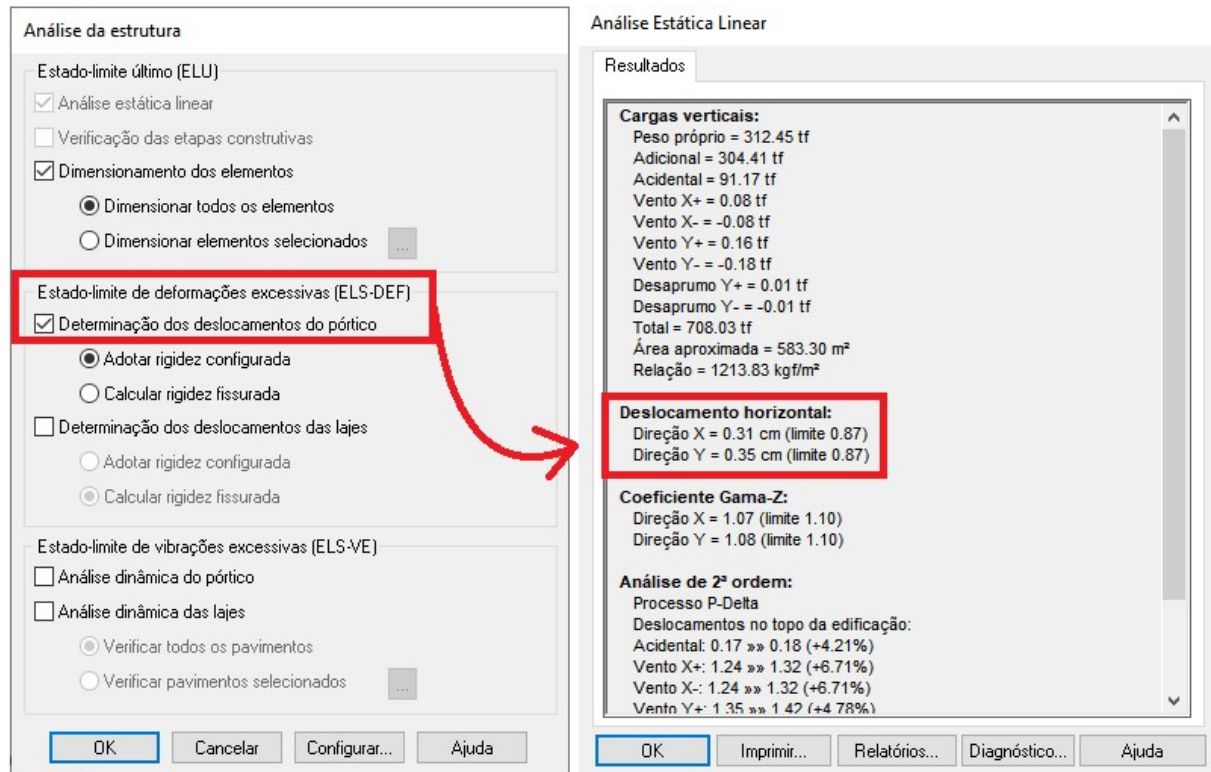 Análise da estrutura
Estado-limite último (ELU)
Análise estática linear
Verificação das etapas construtivas
Dimensionamento dos elementos
Dimensionar todos os elementos
Dimensionar elementos selecionados ...
Estado-limite de deformações excessivas (ELS-DEF)
Determinação dos deslocamentos do pórtico
Adotar rigidez configurada
Calcular rigidez fissurada
Determinação dos deslocamentos das lajes
Adotar rigidez configurada
Calcular rigidez fissurada
Estado-limite de vibrações excessivas (ELS-VE)
Análise dinâmica do pórtico
Análise dinâmica das lajes
Verificar todos os pavimentos
Verificar pavimentos selecionados ...
OK Cancelar Configurar... Ajuda
Análise Estática Linear
Resultados
Cargas verticais:
Peso próprio = 312.45 tf
Adicional = 304.41 tf
Acidental = 91.17 tf
Vento X+ = 0.08 tf
Vento X- = -0.08 tf
Vento Y+ = 0.16 tf
Vento Y- = -0.18 tf
Desaprumo Y+ = 0.01 tf
Desaprumo Y- = -0.01 tf
Total = 708.03 tf
Área aproximada = 583.30 m²
Relação = 1213.83 kgf/m²
Deslocamento horizontal:
Direção X = 0.31 cm (limite 0.87)
Direção Y = 0.35 cm (limite 0.87)
Coeficiente Gama-Z:
Direção X = 1.07 (limite 1.10)
Direção Y = 1.08 (limite 1.10)
Análise de 2ª ordem:
Processo P-Delta
Deslocamentos no topo da edificação:
Acidental: 0.17 »» 0.18 (+4.21%)
Vento X+: 1.24 »» 1.32 (+6.71%)
Vento X-: 1.24 »» 1.32 (+6.71%)
Vento Y+: 1.35 »» 1.42 (+4.78%)
OK Imprimir... Relatórios... Diagnóstico... Ajuda